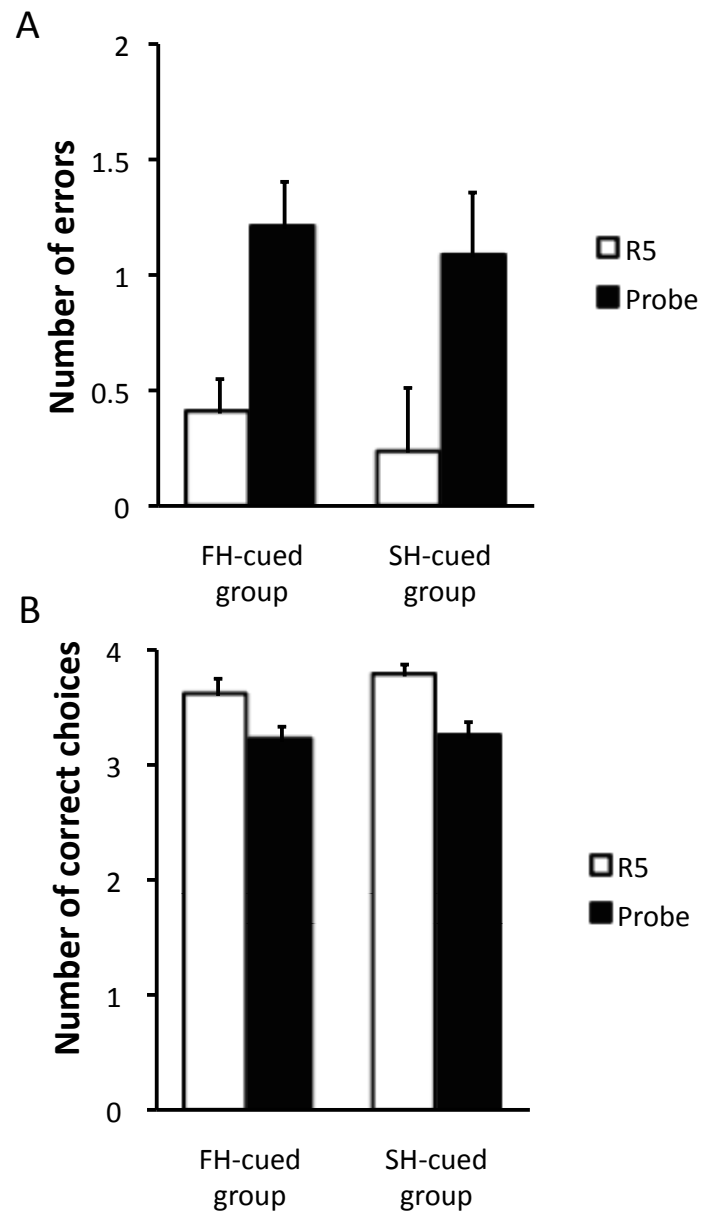 A
Number of errors
2
1.5
1
0.5
0
FH-cued
group
SH-cued
group
R5
Probe
B
Number of correct choices
4
3
2
1
0
FH-cued
group
SH-cued
group
R5
Probe